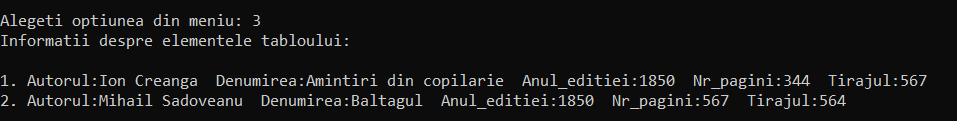 Alegeti optiunea din meniu: 3
Informatii despre elementele tabloului:
1. Autorul:Ion Creanga  Denumirea:Amintiri din copilarie  Anul_editiei:1850  Nr_pagini:344  Tirajul:567
2. Autorul:Mihail Sadoveanu  Denumirea:Baltagul  Anul_editiei:1850  Nr_pagini:567  Tirajul:564